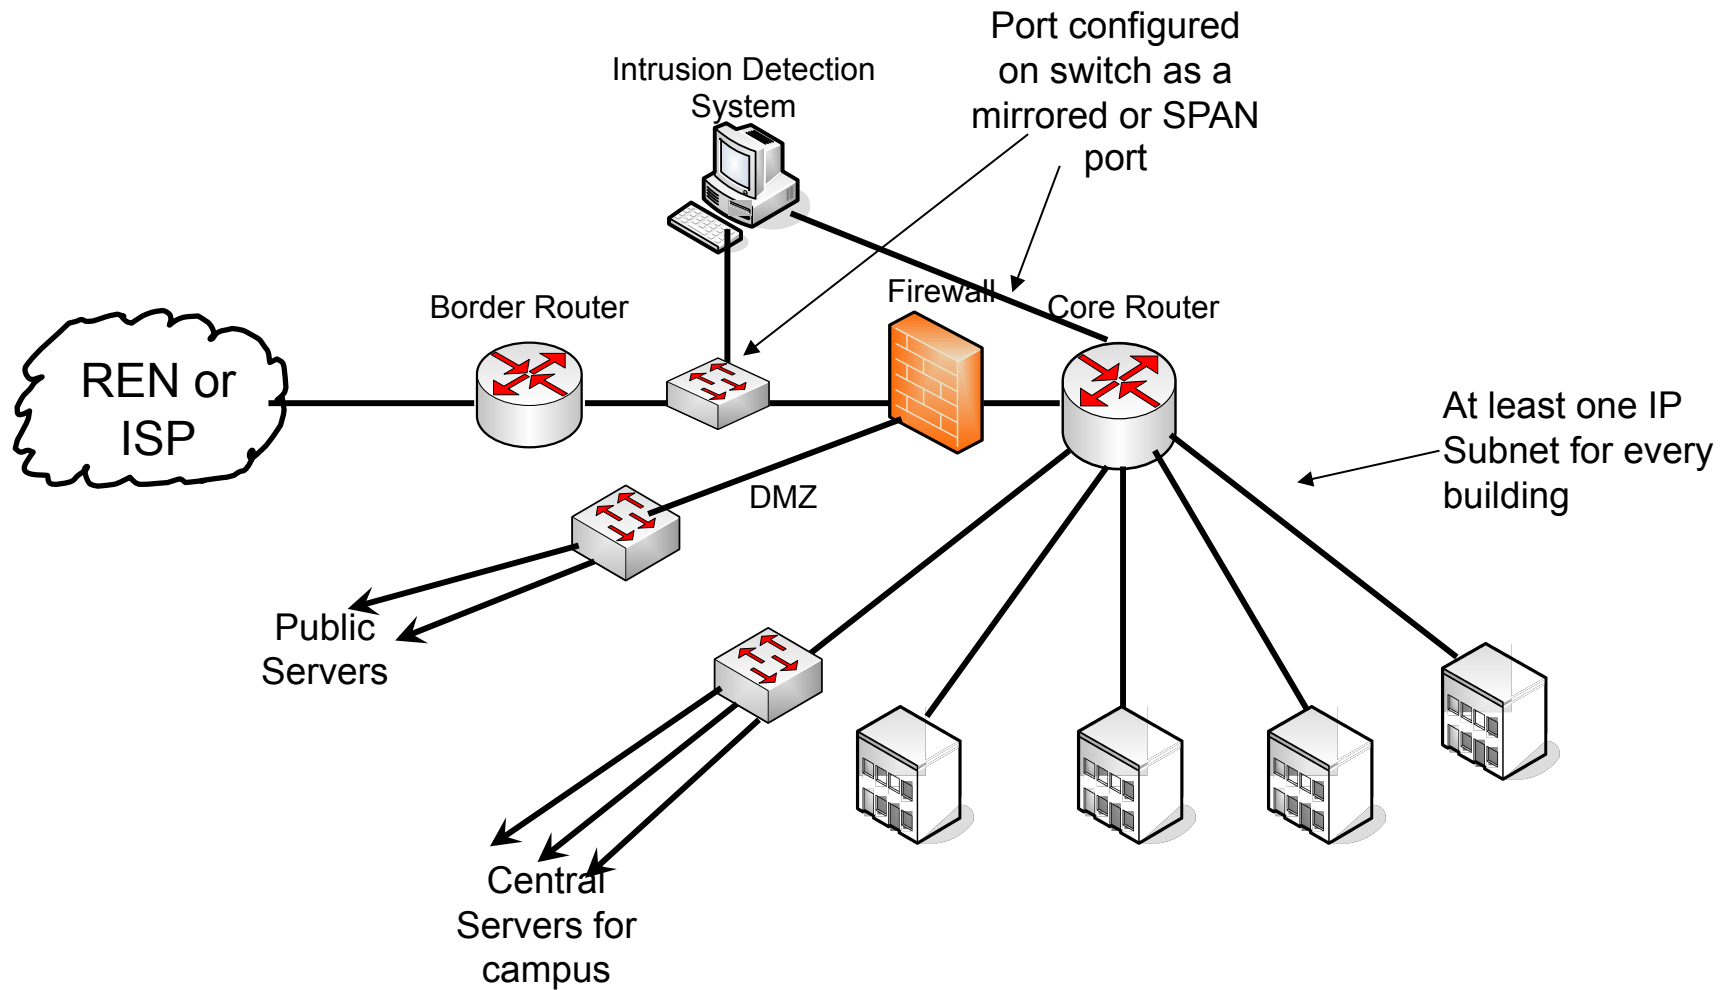 Port configured
on switch as a
mirrored or SPAN
port
Intrusion Detection
System
Firewall
Core Router
Border Router
REN or
ISP
At least one IP
Subnet for every
building
DMZ
Public
Servers
Central
Servers for
campus